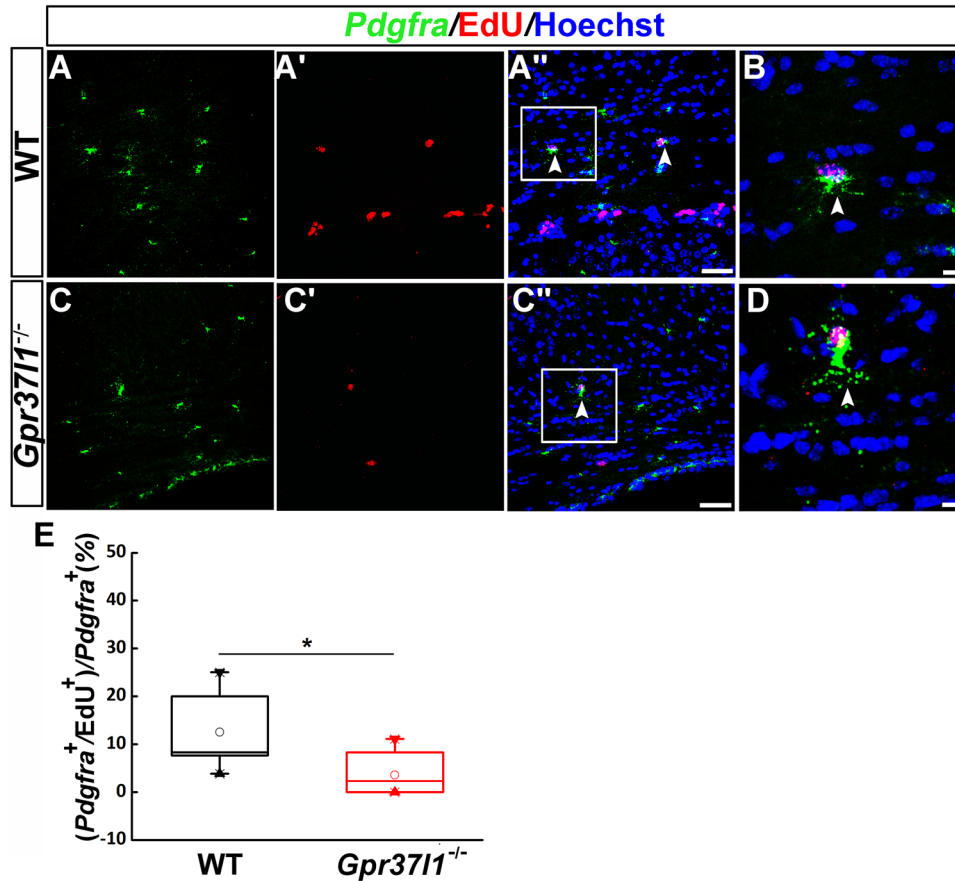 Pdgfra/EdU/Hoechst
WT
A
A'
A"
B
Gpr37l1-/-
C
C'
C"
D
E
(Pdgfra+/EdU+)/Pdgfra+(%)
50
40
30
20
10
0
-10
*
WT
Gpr37l1-/-